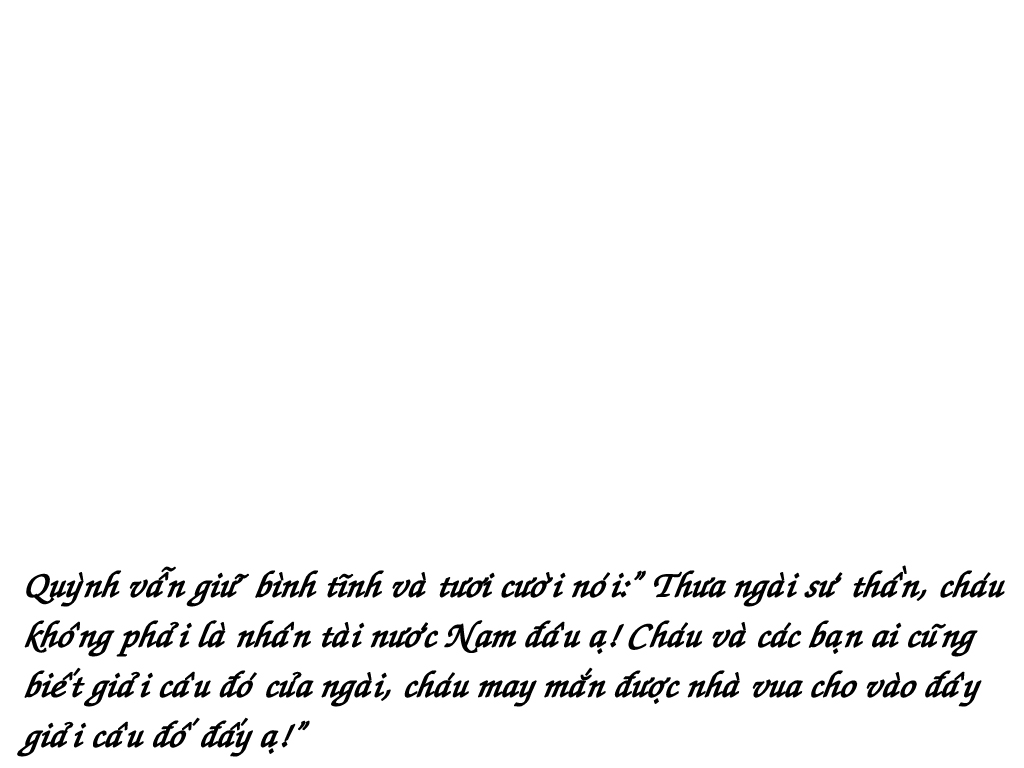 Quỳnh vẫn giữ bình tĩnh và tươi cười nói:” Thưa ngài sư thần, cháu
không phải là nhân tài nước Nam đâu ạ! Cháu và các bạn ai cũng
biết giải câu đó của ngài, cháu may mắn được nhà vua cho vào đây
giải câu đố đấy ạ!”